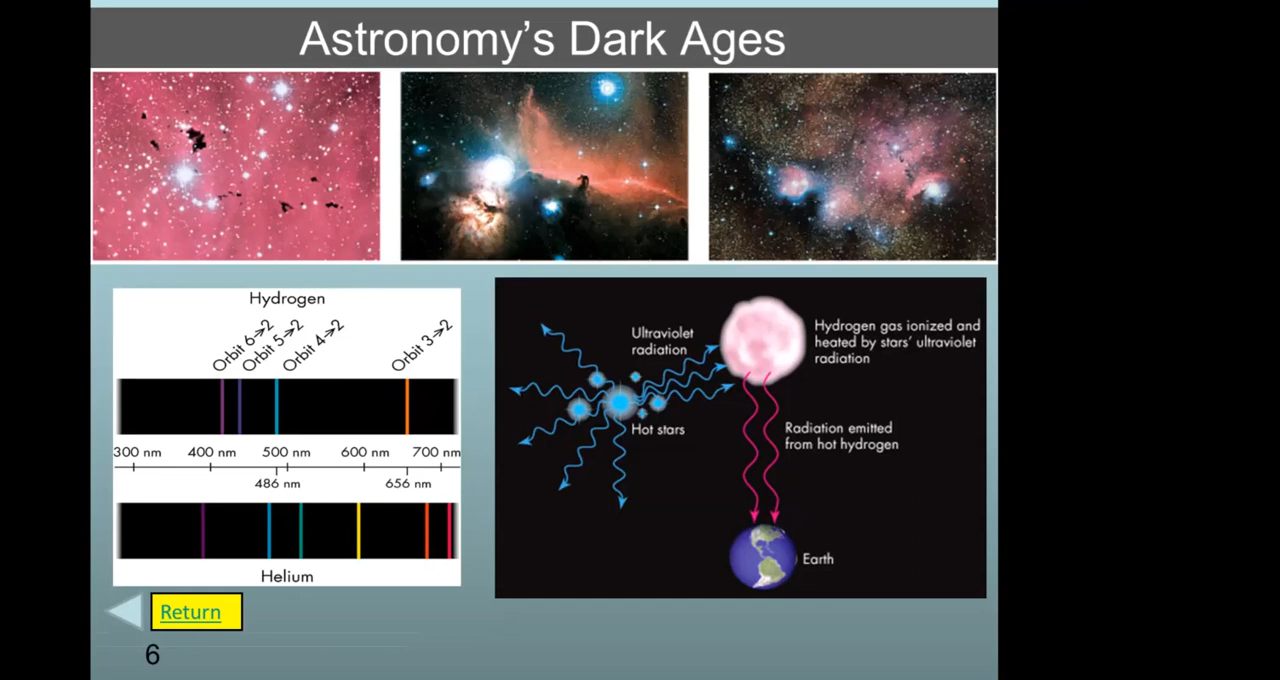 Astronomy’s Dark Ages
Hydrogen
Orbit 6→2
Orbit 5→2
Orbit 4→2
Orbit 3→2
300 nm 400 nm 500 nm 600 nm 700 nm
486 nm 656 nm
Helium
Ultraviolet
radiation
Hot stars
Hydrogen gas ionized and
heated by stars’ ultraviolet
radiation
Radiation emitted
from hot hydrogen
Earth
Return
6